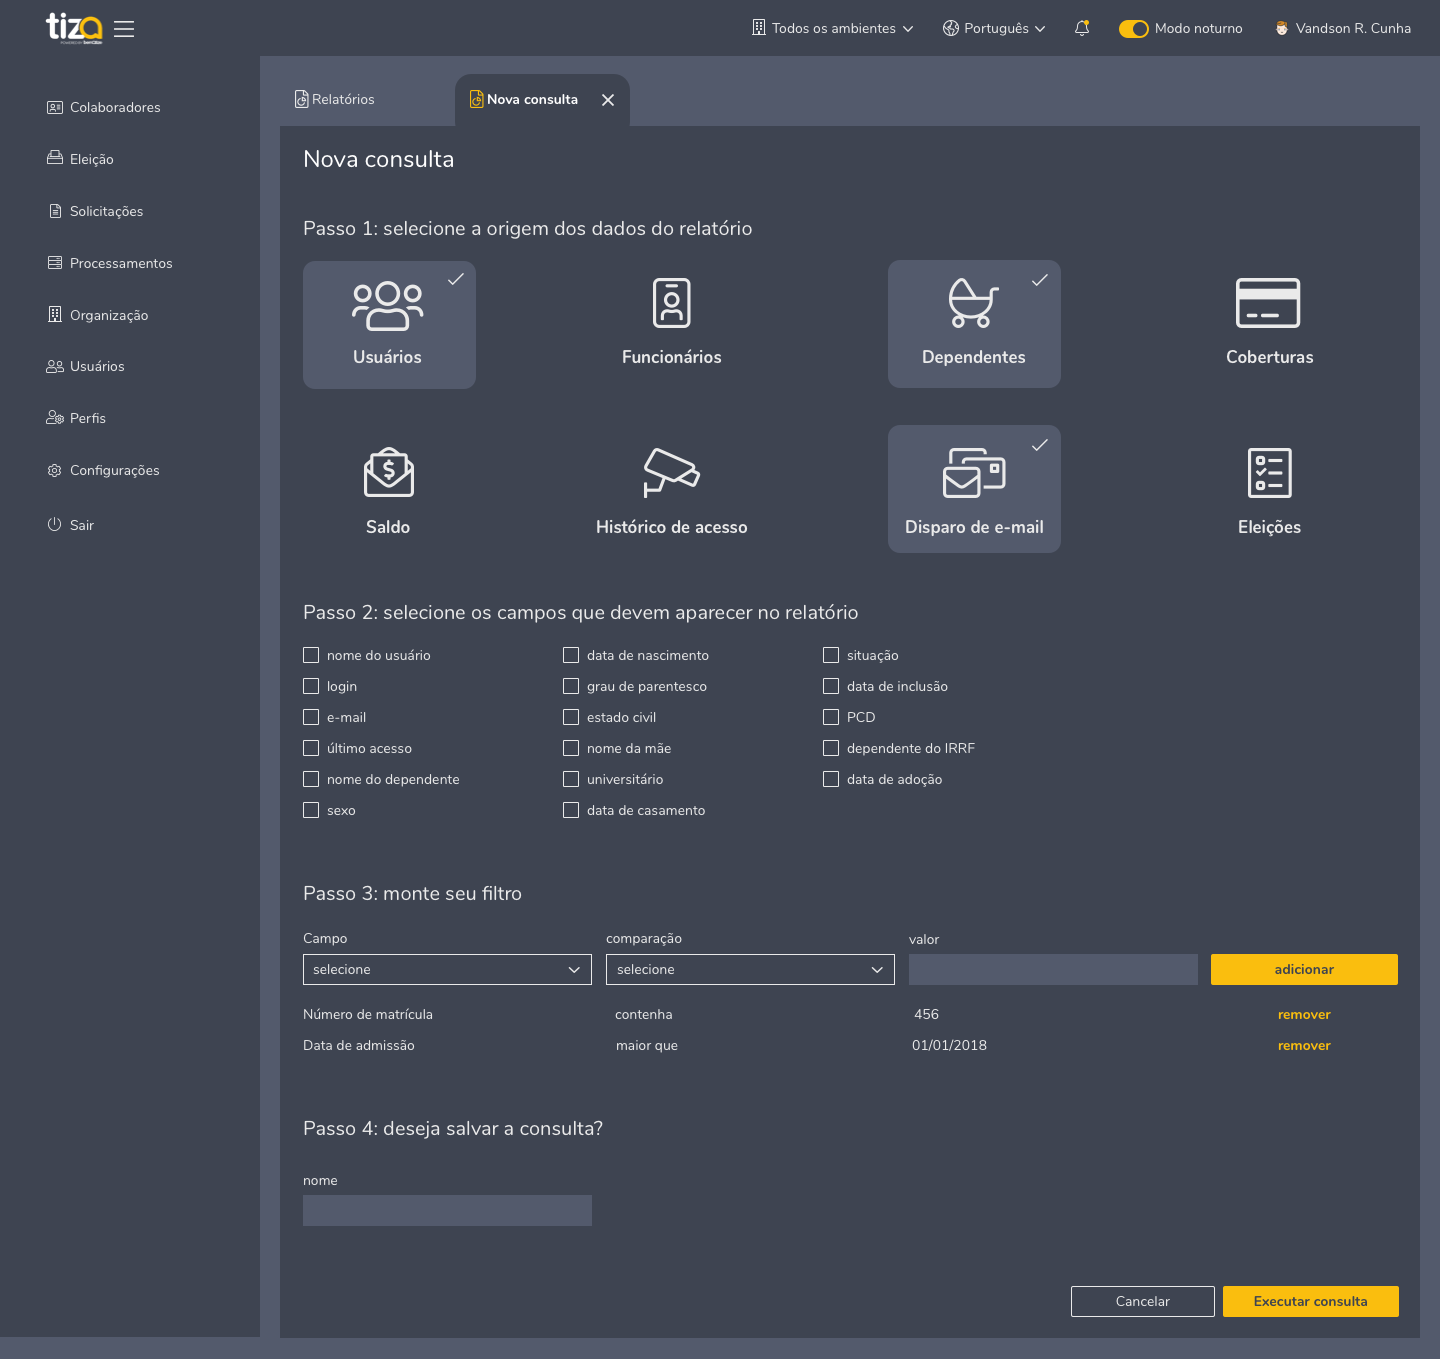 tiza
Todos os ambientes
Português
Modo noturno
Vandson R. Cunha
Colaboradores
Eleição
Solicitações
Processamentos
Organização
Usuários
Perfis
Configurações
Sair
Relatórios
Nova consulta
Nova consulta
Passo 1: selecione a origem dos dados do relatório
Usuários
Funcionários
Dependentes
Coberturas
Saldo
Histórico de acesso
Disparo de e-mail
Eleições
Passo 2: selecione os campos que devem aparecer no relatório
nome do usuário
data de nascimento
situação
login
grau de parentesco
data de inclusão
e-mail
estado civil
PCD
último acesso
nome da mãe
dependente do IRRF
nome do dependente
universitário
data de adoção
sexo
data de casamento
Passo 3: monte seu filtro
Campo
comparação
valor
selecione
selecione
adicionar
Número de matrícula
contenha
456
remover
Data de admissão
maior que
01/01/2018
remover
Passo 4: deseja salvar a consulta?
nome
Cancelar
Executar consulta